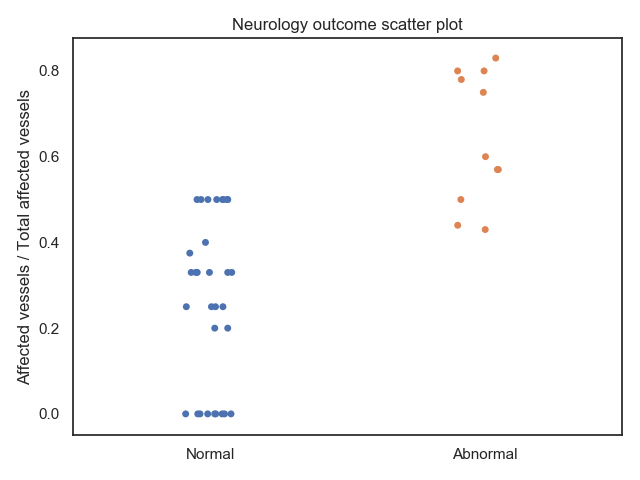 Neurology outcome scatter plot
Affected vessels / Total affected vessels
0.8
0.6
0.4
0.2
0.0
Normal
Abnormal